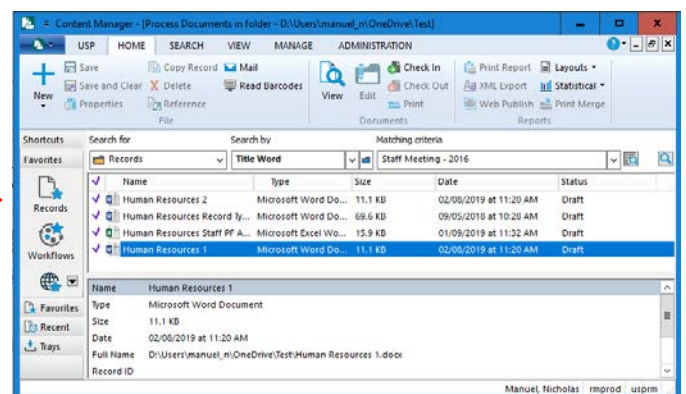 Content Manager - [Process Documents in folder - D:\Users\manuel_n\OneDrive\Test]
USP HOME SEARCH VIEW MANAGE ADMINISTRATION
New
Save
Save and Clear
Properties
Copy Record
Delete
Reference
Mail
Read Barcodes
File
View
Edit
Check In
Check Out
Print
Documents
Print Report
XML Export
Web Publish
Layouts
Statistical
Print Merge
Reports
Shortcuts
Favorites
Records
Workflows
Favorites
Recent
Trays
Search for Search by Matching criteria
Records Title Word Staff Meeting - 2016
Name Type Size Date Status
Human Resources 2 Microsoft Word Do... 11.1 KB 02/08/2019 at 11:20 AM Draft
Human Resources Record Ty... Microsoft Word Do... 69.6 KB 09/05/2018 at 10:28 AM Draft
Human Resources Staff PF A... Microsoft Excel Wo... 15.9 KB 01/09/2019 at 11:32 AM Draft
Human Resources 1 Microsoft Word Do... 11.1 KB 02/08/2019 at 11:20 AM Draft
Name Human Resources 1
Type Microsoft Word Document
Size 11.1 KB
Date 02/08/2019 at 11:20 AM
Full Name D:\Users\manuel_n\OneDrive\Test\Human Resources 1.docx
Record ID
Manuel, Nicholas rmprod usprm